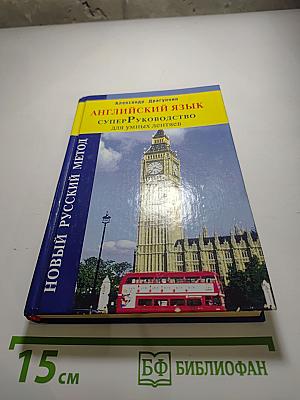 Александр Драгункин
АНГЛИЙСКИЙ ЯЗЫК
СУПЕРРУКОВОДСТВО
для умных лентяев
НОВЫЙ РУССКИЙ МЕТОД
15 см
БФ БИБЛИОФАН